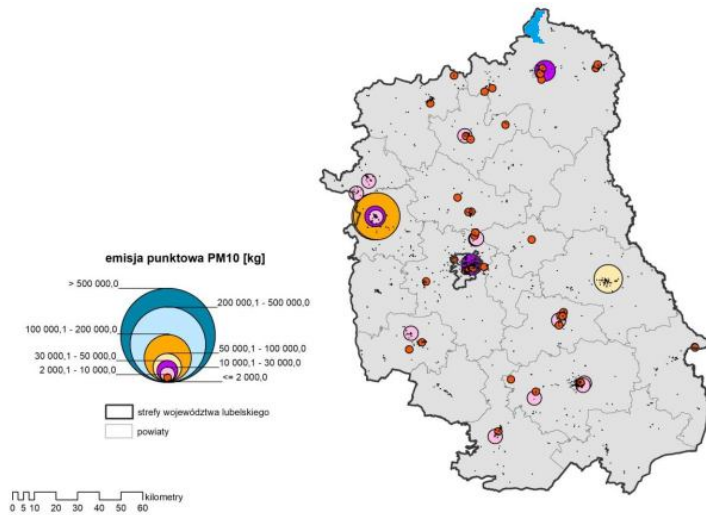 emisja punktowa PM10 [kg]
> 500 000,0
200 000,1 - 500 000,0
100 000,1 - 200 000,0
50 000,1 - 100 000,0
30 000,1 - 50 000,0
10 000,1 - 30 000,0
2 000,1 - 10 000,0
<= 2 000,0
strefy województwa lubelskiego
powiaty
kilometry
0 5 10 20 30 40 50 60